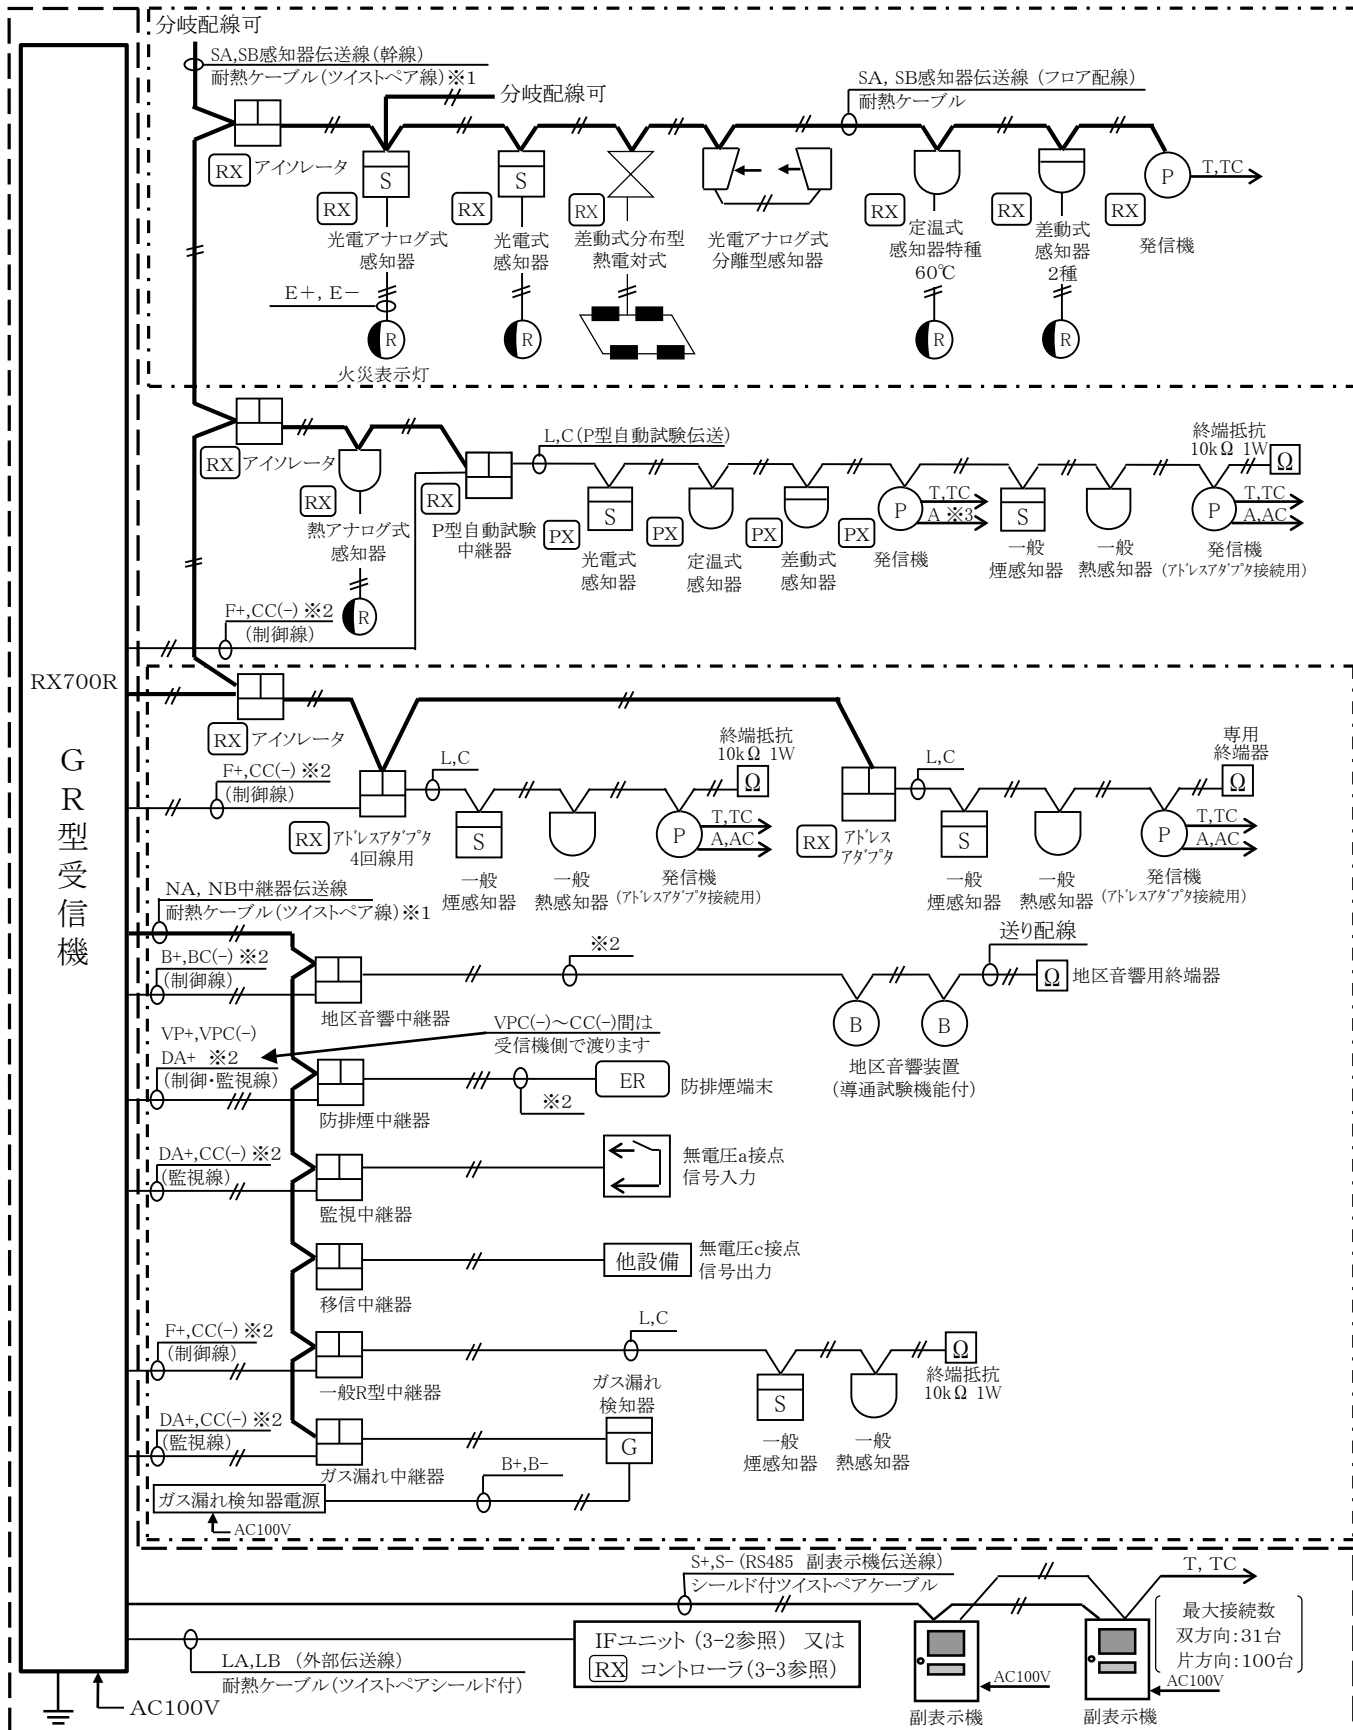 分岐配線可
SA,SB感知器伝送線(幹線)
耐熱ケーブル(ツイストペア線)※1
分岐配線可
SA, SB感知器伝送線 (フロア配線)
耐熱ケーブル
RX アイソレータ
S
RX
光電アナログ式
感知器
E+, E-
R
火災表示灯
S
RX
光電式
感知器
R
RX
差動式分布型
熱電対式
光電アナログ式
分離型感知器
RX
定温式
感知器特種
60℃
R
RX
差動式
感知器
2種
R
P
T,TC
RX
発信機
RX アイソレータ
RX
熱アナログ式
感知器
R
RX
P型自動試験
中継器
L,C(P型自動試験伝送)
S
PX
光電式
感知器
PX
定温式
感知器
PX
差動式
感知器
P
T,TC
A ※3
PX
発信機
S
一般
煙感知器
一般
熱感知器
終端抵抗
10kΩ 1W
Ω
P
T,TC
A,AC
発信機
(アドレスアダプタ接続用)
F+,CC(-) ※2
(制御線)
RX700R
GR型受信機
RX アイソレータ
F+,CC(-) ※2
(制御線)
RX アドレスアダプタ
4回線用
L,C
S
一般
煙感知器
一般
熱感知器
終端抵抗
10kΩ 1W
Ω
P
T,TC
A,AC
発信機
(アドレスアダプタ接続用)
RX アドレス
アダプタ
L,C
S
一般
煙感知器
一般
熱感知器
専用
終端器
Ω
P
T,TC
A,AC
発信機
(アドレスアダプタ接続用)
NA, NB中継器伝送線
耐熱ケーブル(ツイストペア線)※1
B+,BC(-) ※2
(制御線)
地区音響中継器
※2
送り配線
Ω 地区音響用終端器
B
B
地区音響装置
(導通試験機能付)
VP+,VPC(-)
DA+ ※2
(制御・監視線)
VPC(-)～CC(-)間は
受信機側で渡ります
防排煙中継器
※2
ER 防排煙端末
DA+,CC(-) ※2
(監視線)
監視中継器
無電圧a接点
信号入力
移信中継器
他設備
無電圧c接点
信号出力
F+,CC(-) ※2
(制御線)
一般R型中継器
L,C
S
一般
煙感知器
一般
熱感知器
Ω
終端抵抗
10kΩ 1W
DA+,CC(-) ※2
(監視線)
ガス漏れ中継器
ガス漏れ
検知器
G
B+,B-
ガス漏れ検知器電源
AC100V
S+,S- (RS485 副表示機伝送線)
シールド付ツイストペアケーブル
T, TC
最大接続数
双方向:31台
片方向:100台
AC100V
副表示機
AC100V
副表示機
LA,LB (外部伝送線)
耐熱ケーブル(ツイストペアシールド付)
IFユニット (3-2参照) 又は
RX コントローラ(3-3参照)
AC100V